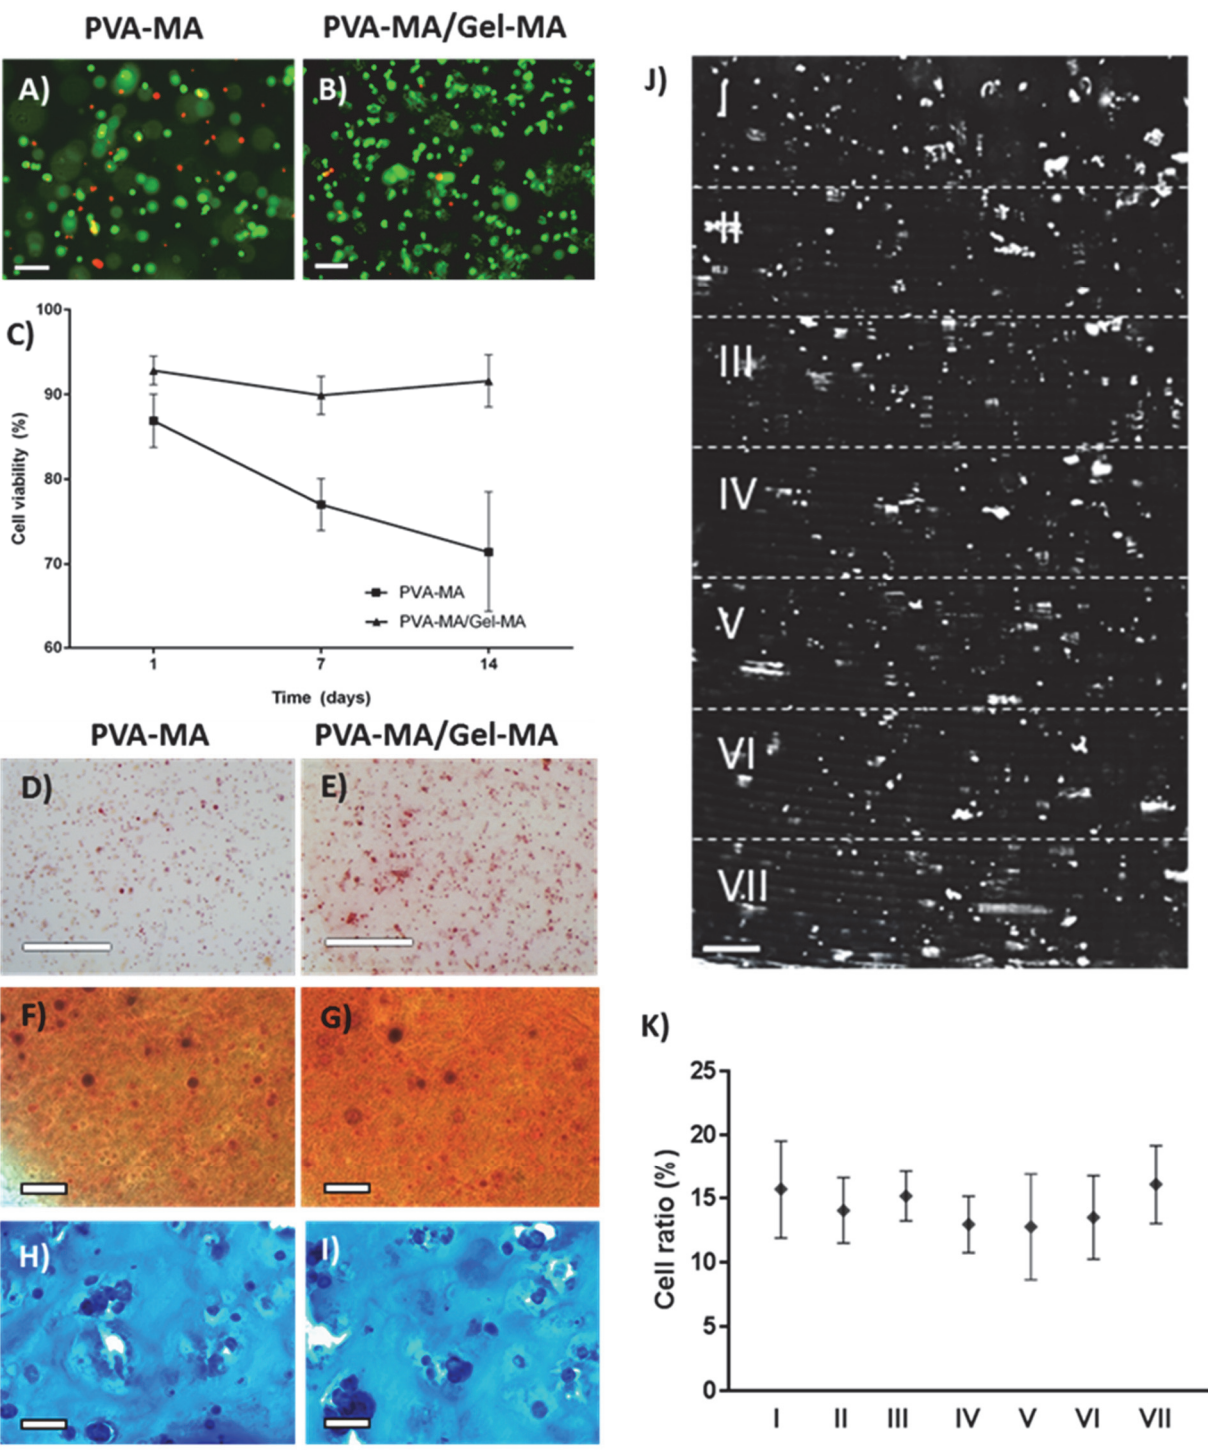 PVA-MA
PVA-MA/Gel-MA
A)
B)
C)
100
90
80
70
60
Cell viability (%)
PVA-MA
PVA-MA/Gel-MA
1
7
14
Time (days)
PVA-MA
PVA-MA/Gel-MA
D)
E)
F)
G)
H)
I)
J)
I
II
III
IV
V
VI
VII
K)
25
20
15
10
5
0
Cell ratio (%)
I
II
III
IV
V
VI
VII